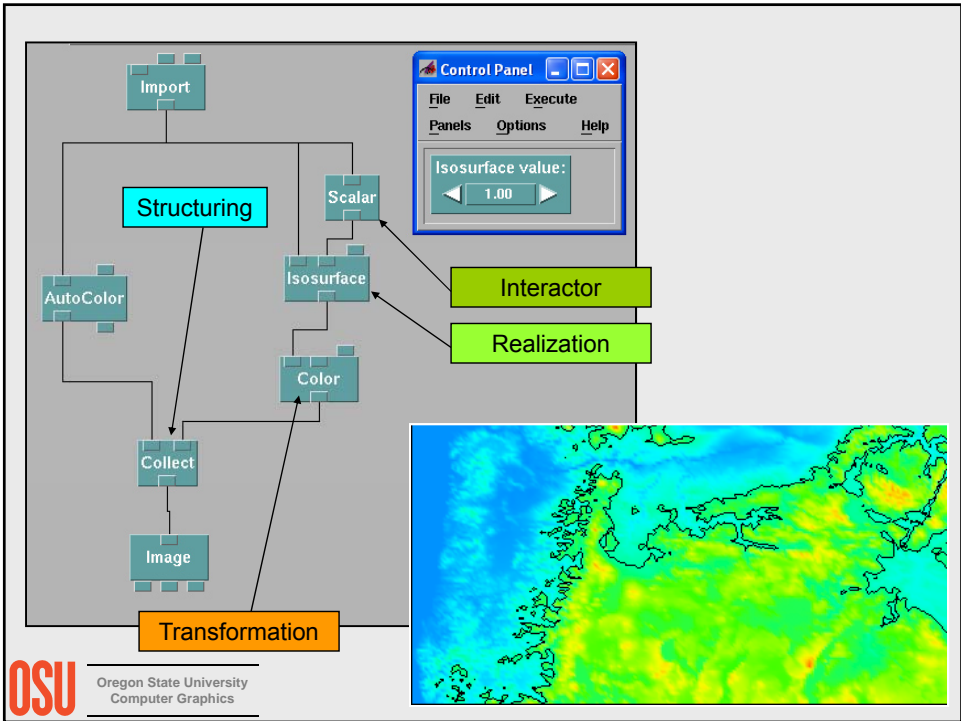 Import
Control Panel
File Edit Execute
Panels Options Help
Isosurface value:
1.00
Scalar
Structuring
Isosurface
AutoColor
Interactor
Realization
Color
Collect
Image
Transformation
OSU
Oregon State University
Computer Graphics